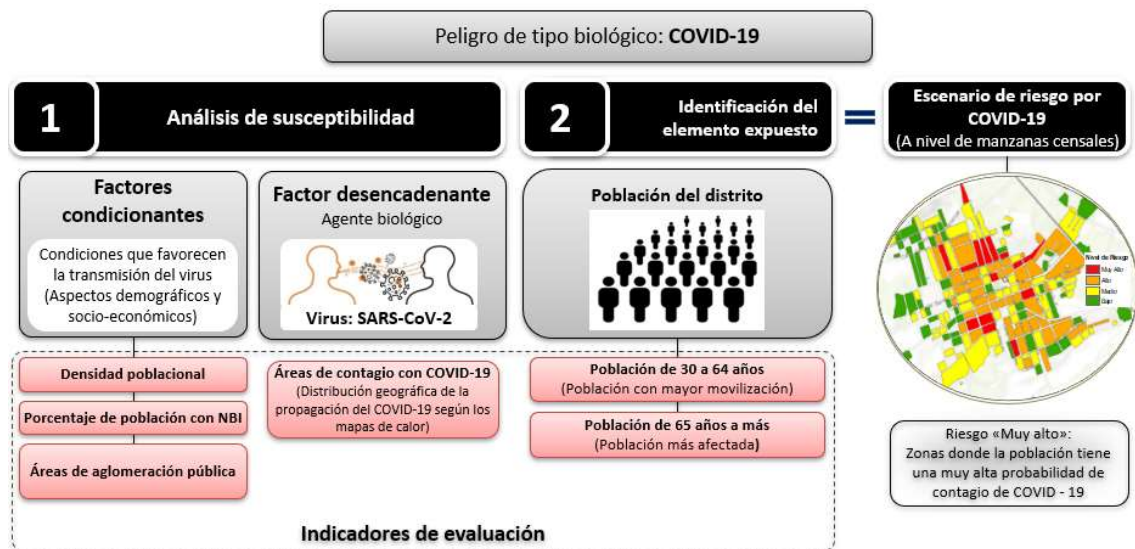 Peligro de tipo biológico: COVID-19
1
Análisis de susceptibilidad
2
Identificación del
elemento expuesto
=
Escenario de riesgo por
COVID-19
(A nivel de manzanas censales)
Factores
condicionantes
Condiciones que favorecen
la transmisión del virus
(Aspectos demográficos y
socio-económicos)
Factor desencadenante
Agente biológico
Virus: SARS-CoV-2
Población del distrito
Nivel de Riesgo
Muy Alto
Alto
Medio
Bajo
Densidad poblacional
Porcentaje de población con NBI
Áreas de aglomeración pública
Áreas de contagio con COVID-19
(Distribución geográfica de la
propagación del COVID-19 según los
mapas de calor)
Población de 30 a 64 años
(Población con mayor movilización)
Población de 65 años a más
(Población más afectada)
Riesgo «Muy alto»:
Zonas donde la población tiene
una muy alta probabilidad de
contagio de COVID - 19
Indicadores de evaluación